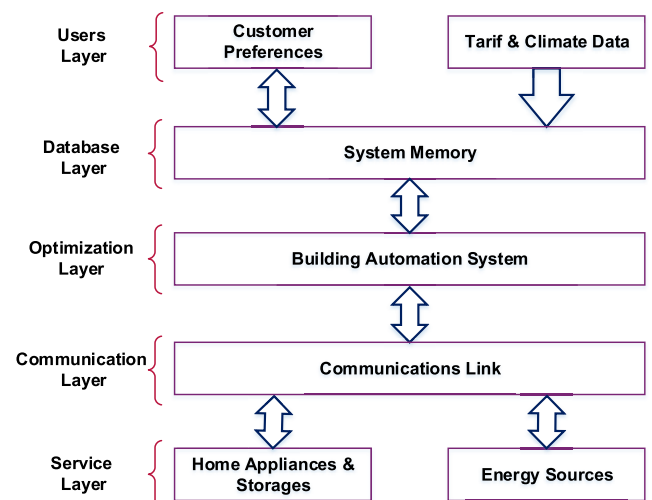 Users
Layer
Customer
Preferences
Tarif & Climate Data
Database
Layer
System Memory
Optimization
Layer
Building Automation System
Communication
Layer
Communications Link
Service
Layer
Home Appliances &
Storages
Energy Sources